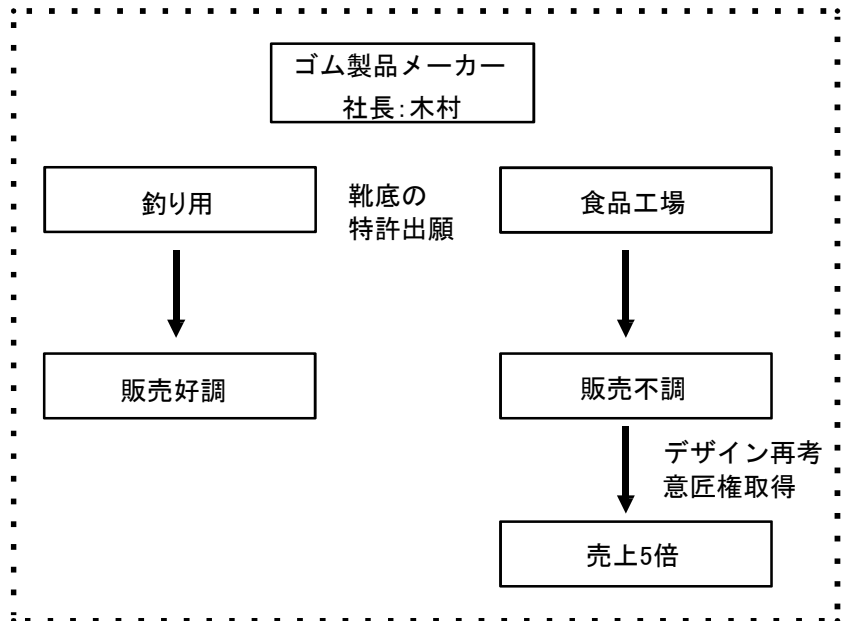 ゴム製品メーカー
社長:木村
釣り用
靴底の
特許出願
食品工場
販売好調
販売不調
デザイン再考
意匠権取得
売上5倍